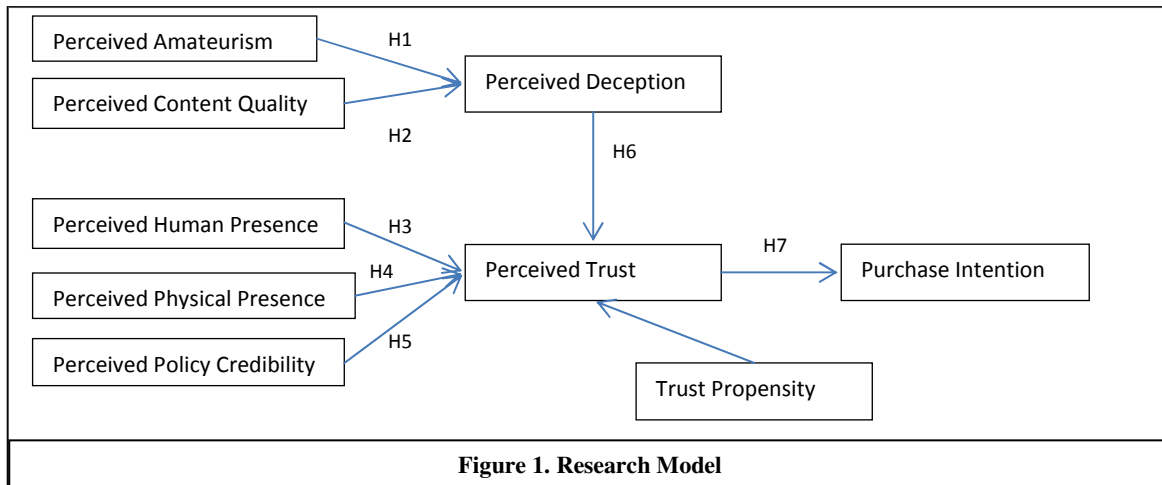 Perceived Amateurism
H1
Perceived Deception
Perceived Content Quality
H2
H6
Perceived Human Presence
H3
H7
Perceived Trust
Purchase Intention
H4
Perceived Physical Presence
H5
Perceived Policy Credibility
Trust Propensity
Figure 1. Research Model